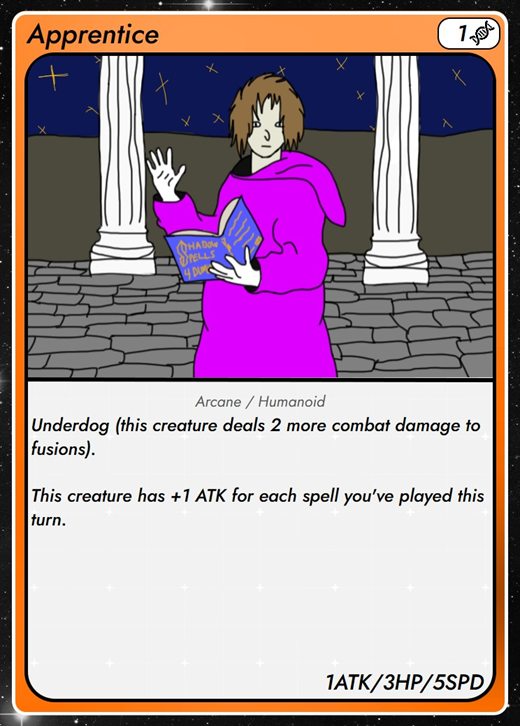 Apprentice
1
SHADOW
SPELLS
4 DUM
Arcane / Humanoid
Underdog (this creature deals 2 more combat damage to
fusions).
This creature has +1 ATK for each spell you've played this
turn.
1ATK/3HP/5SPD